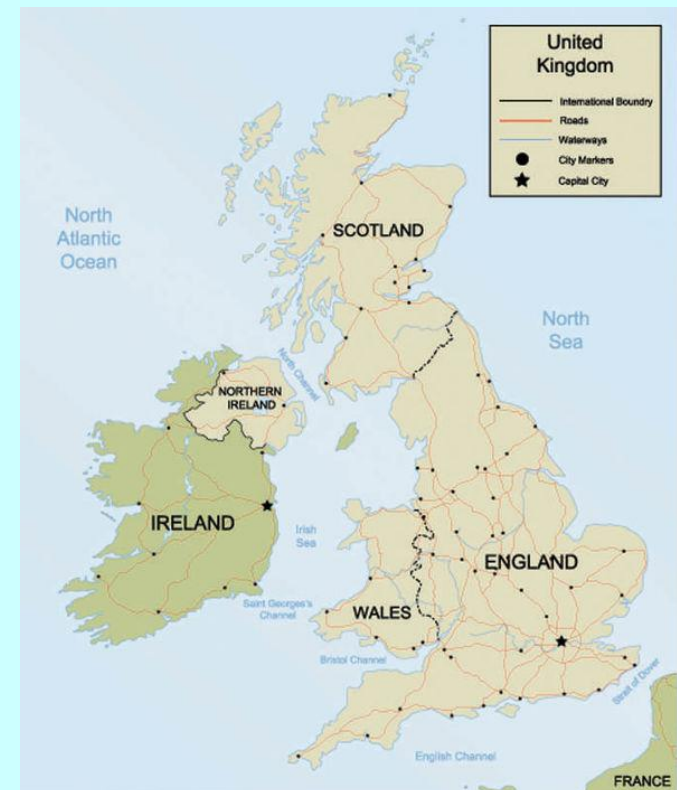 United
Kingdom
International Boundry
Roads
Waterways
City Markers
Capital City
North
Atlantic
Ocean
SCOTLAND
North
Sea
North Channel
NORTHERN
IRELAND
IRELAND
Irish
Sea
ENGLAND
Saint Georges's
Channel
WALES
Bristol Channel
Strait of Dover
English Channel
FRANCE